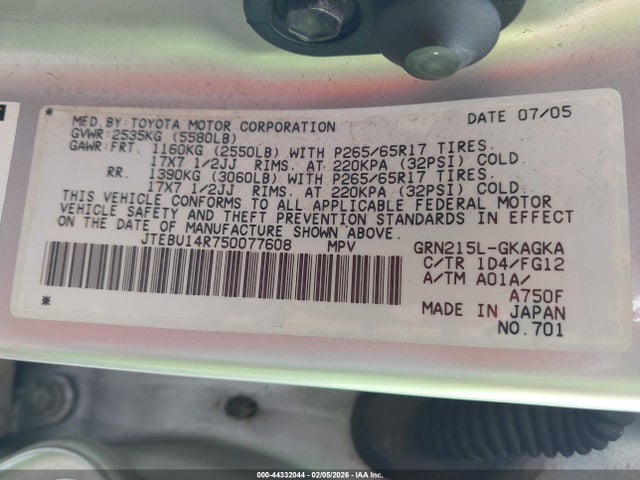 MFD.BY:TOYOTA MOTOR CORPORATION DATE 07/05
GVWR:2535KG (5580LB)
GAWR:FRT. 1160KG (2550LB) WITH P265/65R17 TIRES.
17X7 1/2JJ RIMS. AT 220KPA (32PSI) COLD.
RR. 1390KG (3060LB) WITH P265/65R17 TIRES.
17X7 1/2JJ RIMS. AT 220KPA (32PSI) COLD.
THIS VEHICLE CONFORMS TO ALL APPLICABLE FEDERAL MOTOR
VEHICLE SAFETY AND THEFT PREVENTION STANDARDS IN EFFECT
ON THE DATE OF MANUFACTURE SHOWN ABOVE.
JTEBU14R750077608 MPV GRN215L-GKAGKA
C/TR 1D4/FG12
A/TM A01A/
A750F
MADE IN JAPAN
NO.701
000-44332044 - 02/05/2026 - IAA Inc.